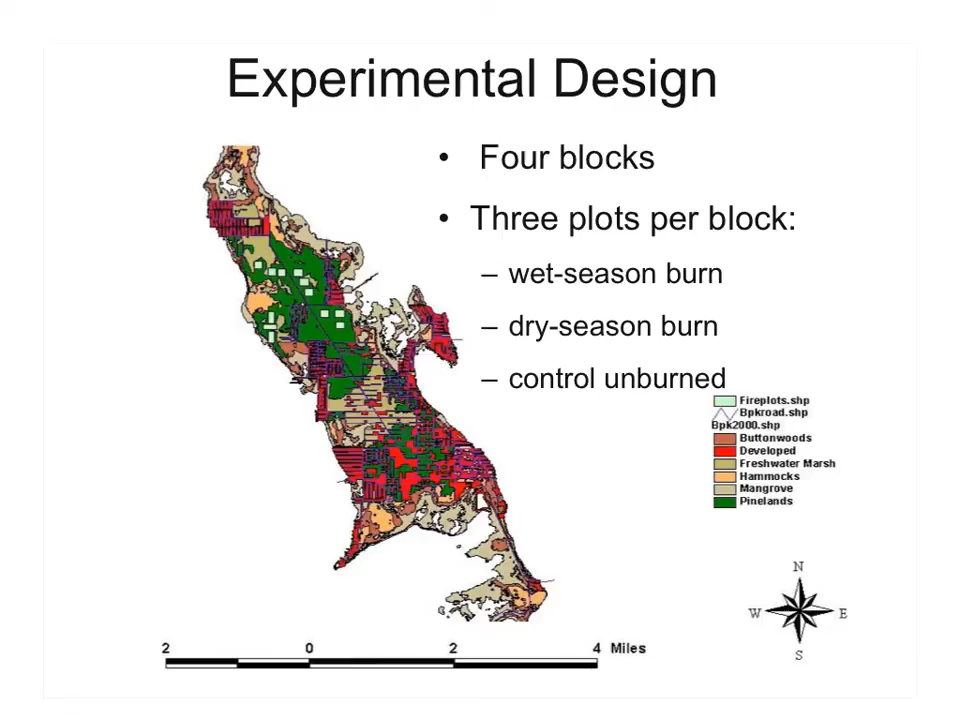 Experimental Design
• Four blocks
• Three plots per block:
– wet-season burn
– dry-season burn
– control unburned
Fireplots.shp
Bpkroad.shp
Bpk2000.shp
Buttonwoods
Developed
Freshwater Marsh
Hammocks
Mangrove
Pinelands
N
W E
S
2 0 2 4 Miles